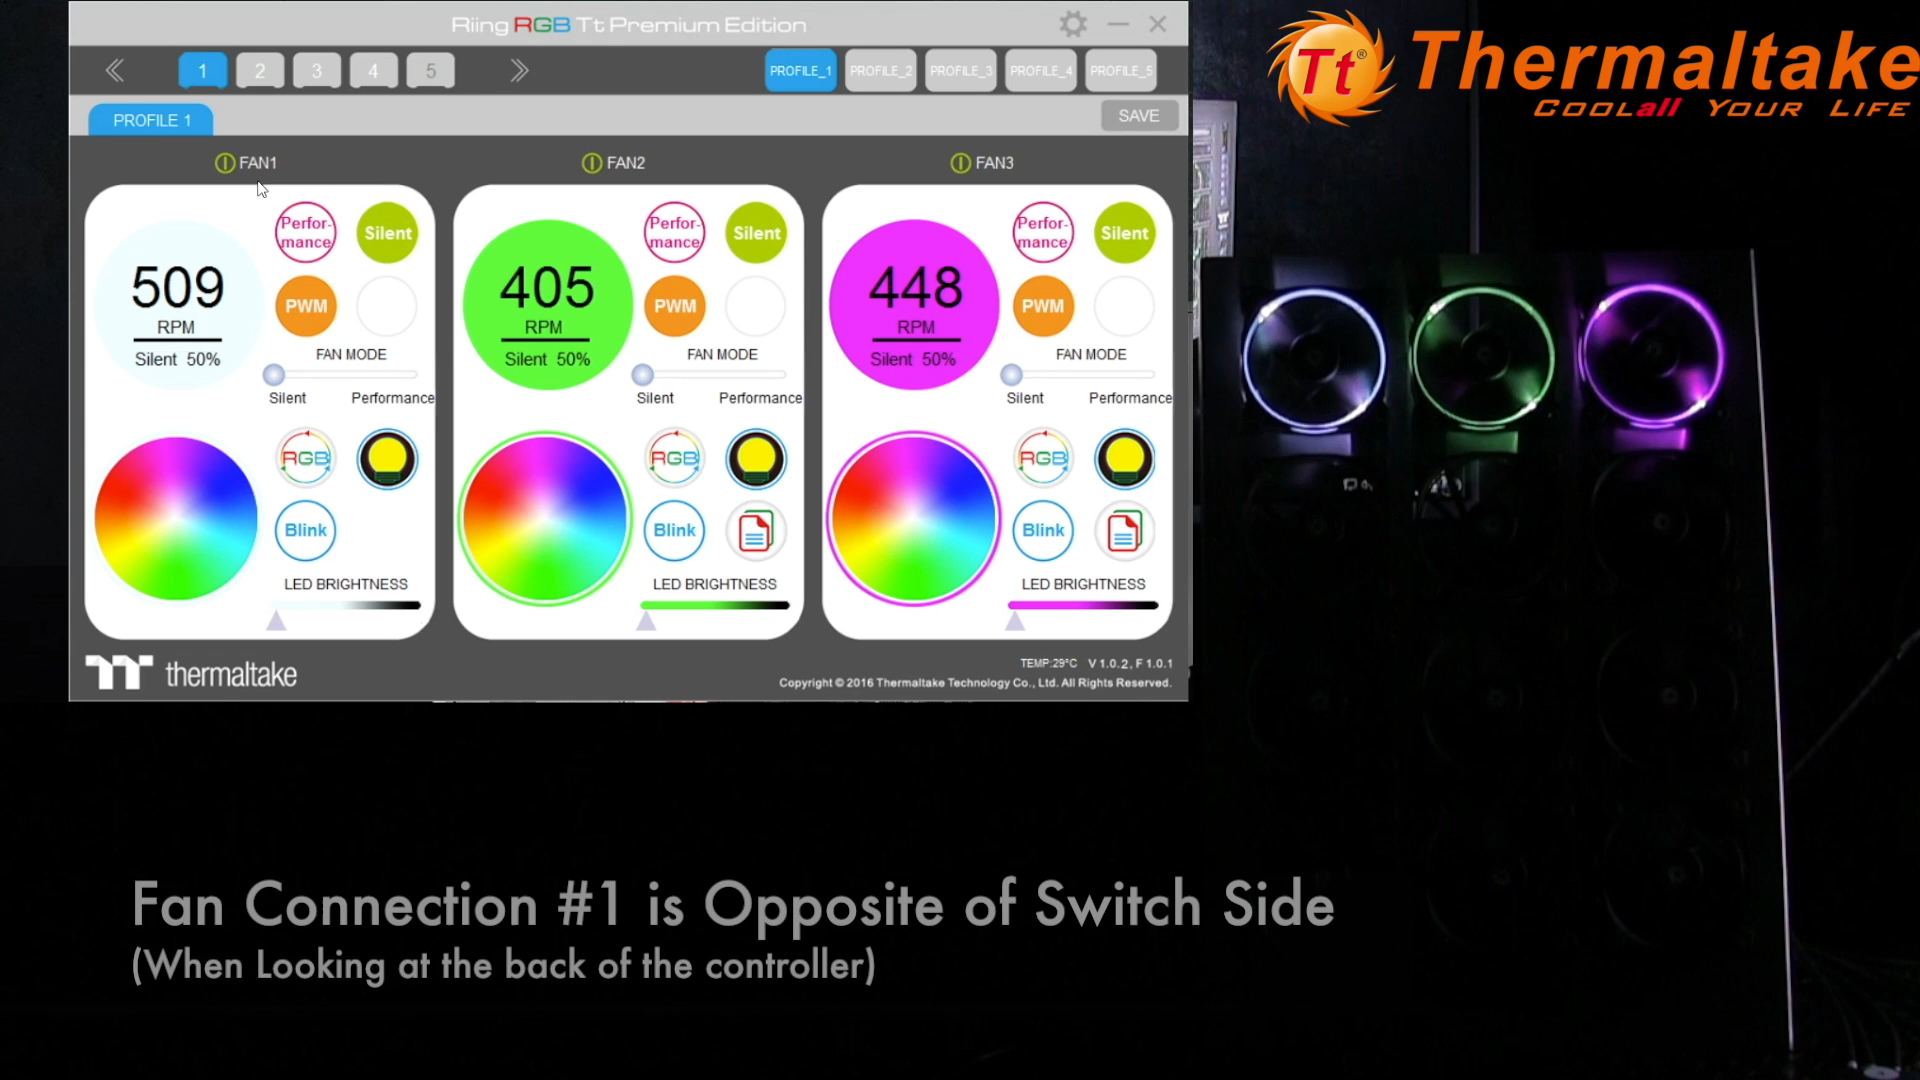 Riing RGB Tt Premium Edition
1 2 3 4 5
PROFILE_1 PROFILE_2 PROFILE_3 PROFILE_4 PROFILE_5
PROFILE 1
SAVE
FAN1
FAN2
FAN3
509
RPM
Silent 50%
Perfor-
mance
Silent
PWM
FAN MODE
Silent Performance
RGB
Blink
LED BRIGHTNESS
405
RPM
Silent 50%
Perfor-
mance
Silent
PWM
FAN MODE
Silent Performance
RGB
Blink
LED BRIGHTNESS
448
RPM
Silent 50%
Perfor-
mance
Silent
PWM
FAN MODE
Silent Performance
RGB
Blink
LED BRIGHTNESS
thermaltake
TEMP:29°C V 1.0.2, F 1.0.1
Copyright © 2016 Thermaltake Technology Co., Ltd. All Rights Reserved.
Tt® Thermaltake
COOLall YOUR LIFE
Fan Connection #1 is Opposite of Switch Side
(When Looking at the back of the controller)